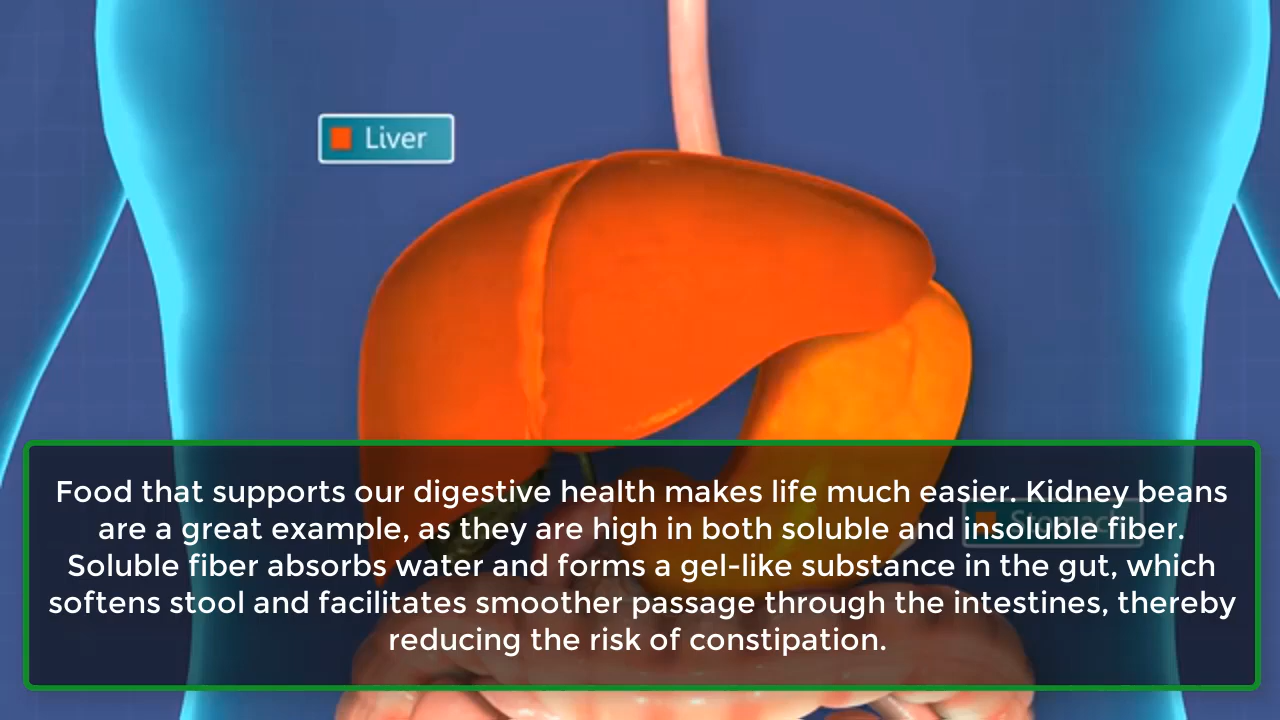 Liver
Food that supports our digestive health makes life much easier. Kidney beans
are a great example, as they are high in both soluble and insoluble fiber.
Soluble fiber absorbs water and forms a gel-like substance in the gut, which
softens stool and facilitates smoother passage through the intestines, thereby
reducing the risk of constipation.
Stomach